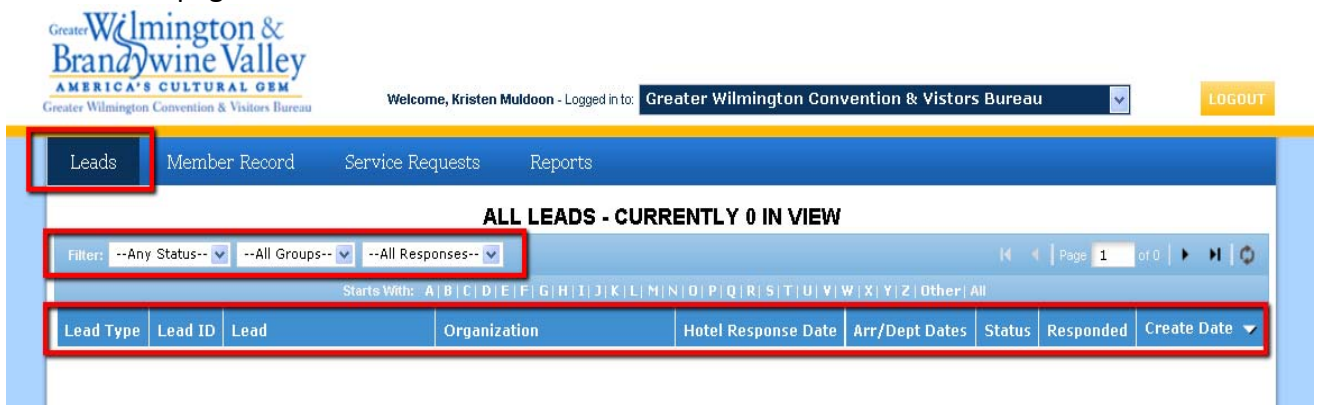 Greater Wilmington &
Brandywine Valley
AMERICA'S CULTURAL GEM
Greater Wilmington Convention & Visitors Bureau
Welcome, Kristen Muldoon - Logged in to: Greater Wilmington Convention & Vistors Bureau
LOGOUT
Leads Member Record Service Requests Reports
ALL LEADS - CURRENTLY 0 IN VIEW
Filter: --Any Status-- --All Groups-- --All Responses-- Page 1 of 0
Starts With: A | B | C | D | E | F | G | H | I | J | K | L | M | N | O | P | Q | R | S | T | U | V | W | X | Y | Z | Other | All
Lead Type Lead ID Lead Organization Hotel Response Date Arr/Dept Dates Status Responded Create Date